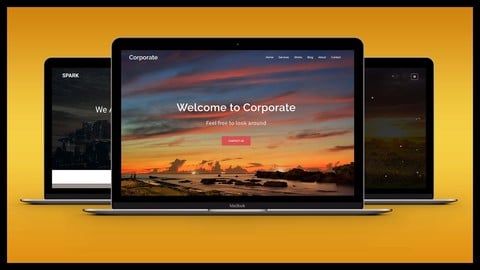 SPARK
We A
Corporate
Home Services Works Blog About Contact
Welcome to Corporate
Feel free to look around
CONTACT US
MacBook